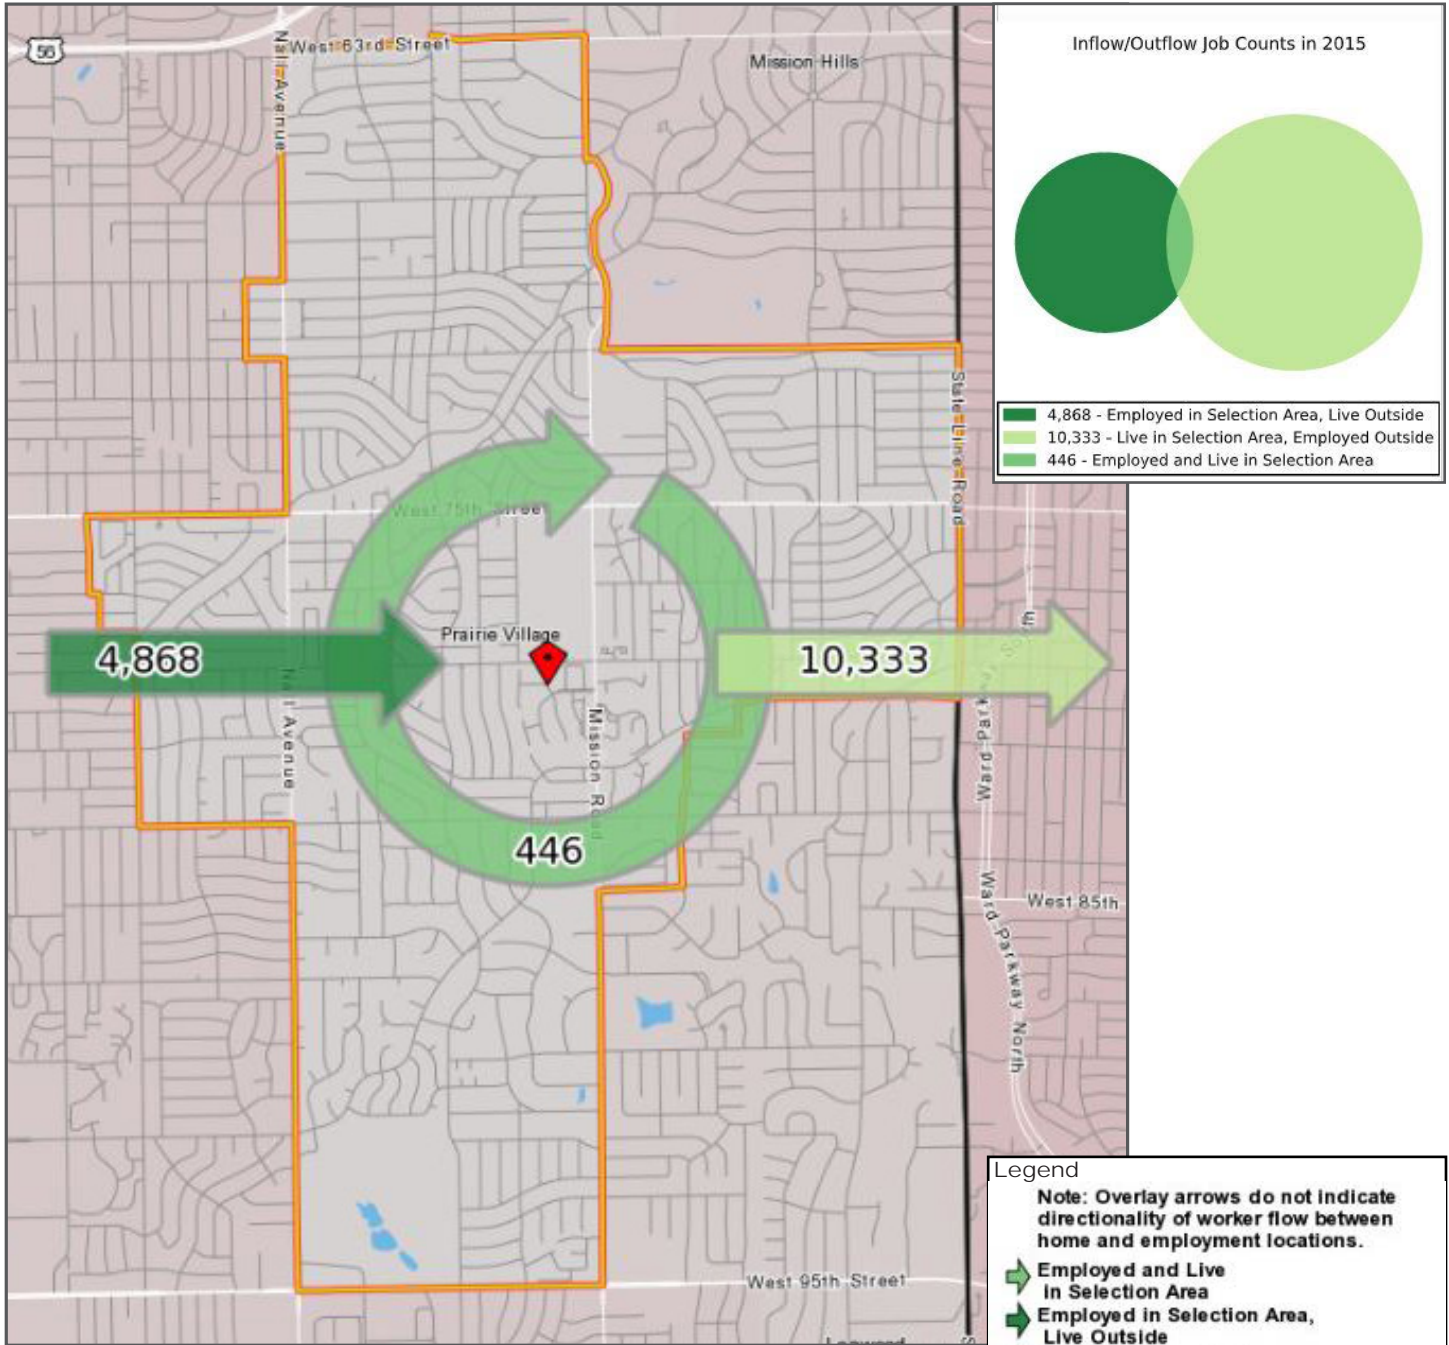 56
West 63rd Street
Nall Avenue
Mission Hills
Inflow/Outflow Job Counts in 2015
4,868 - Employed in Selection Area, Live Outside
10,333 - Live in Selection Area, Employed Outside
446 - Employed and Live in Selection Area
State Line Road
West 75th Street
Prairie Village
4,868
10,333
Nall Avenue
Mission Road
446
Ward Parkway South
West 85th
Ward Parkway North
West 95th Street
Legend
Note: Overlay arrows do not indicate
directionality of worker flow between
home and employment locations.
Employed and Live
in Selection Area
Employed in Selection Area,
Live Outside